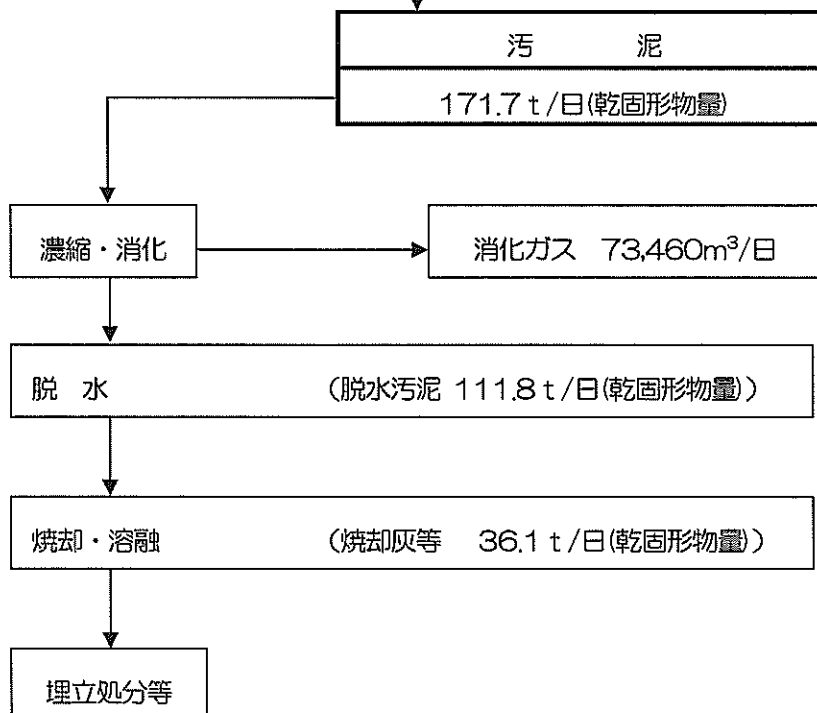 汚　　　泥
171.7ｔ/日(乾固形物量)
濃縮・消化
消化ガス　73,460m³/日
脱　水　（脱水汚泥 111.8ｔ/日(乾固形物量)）
焼却・溶融　（焼却灰等　36.1ｔ/日(乾固形物量)）
埋立処分等